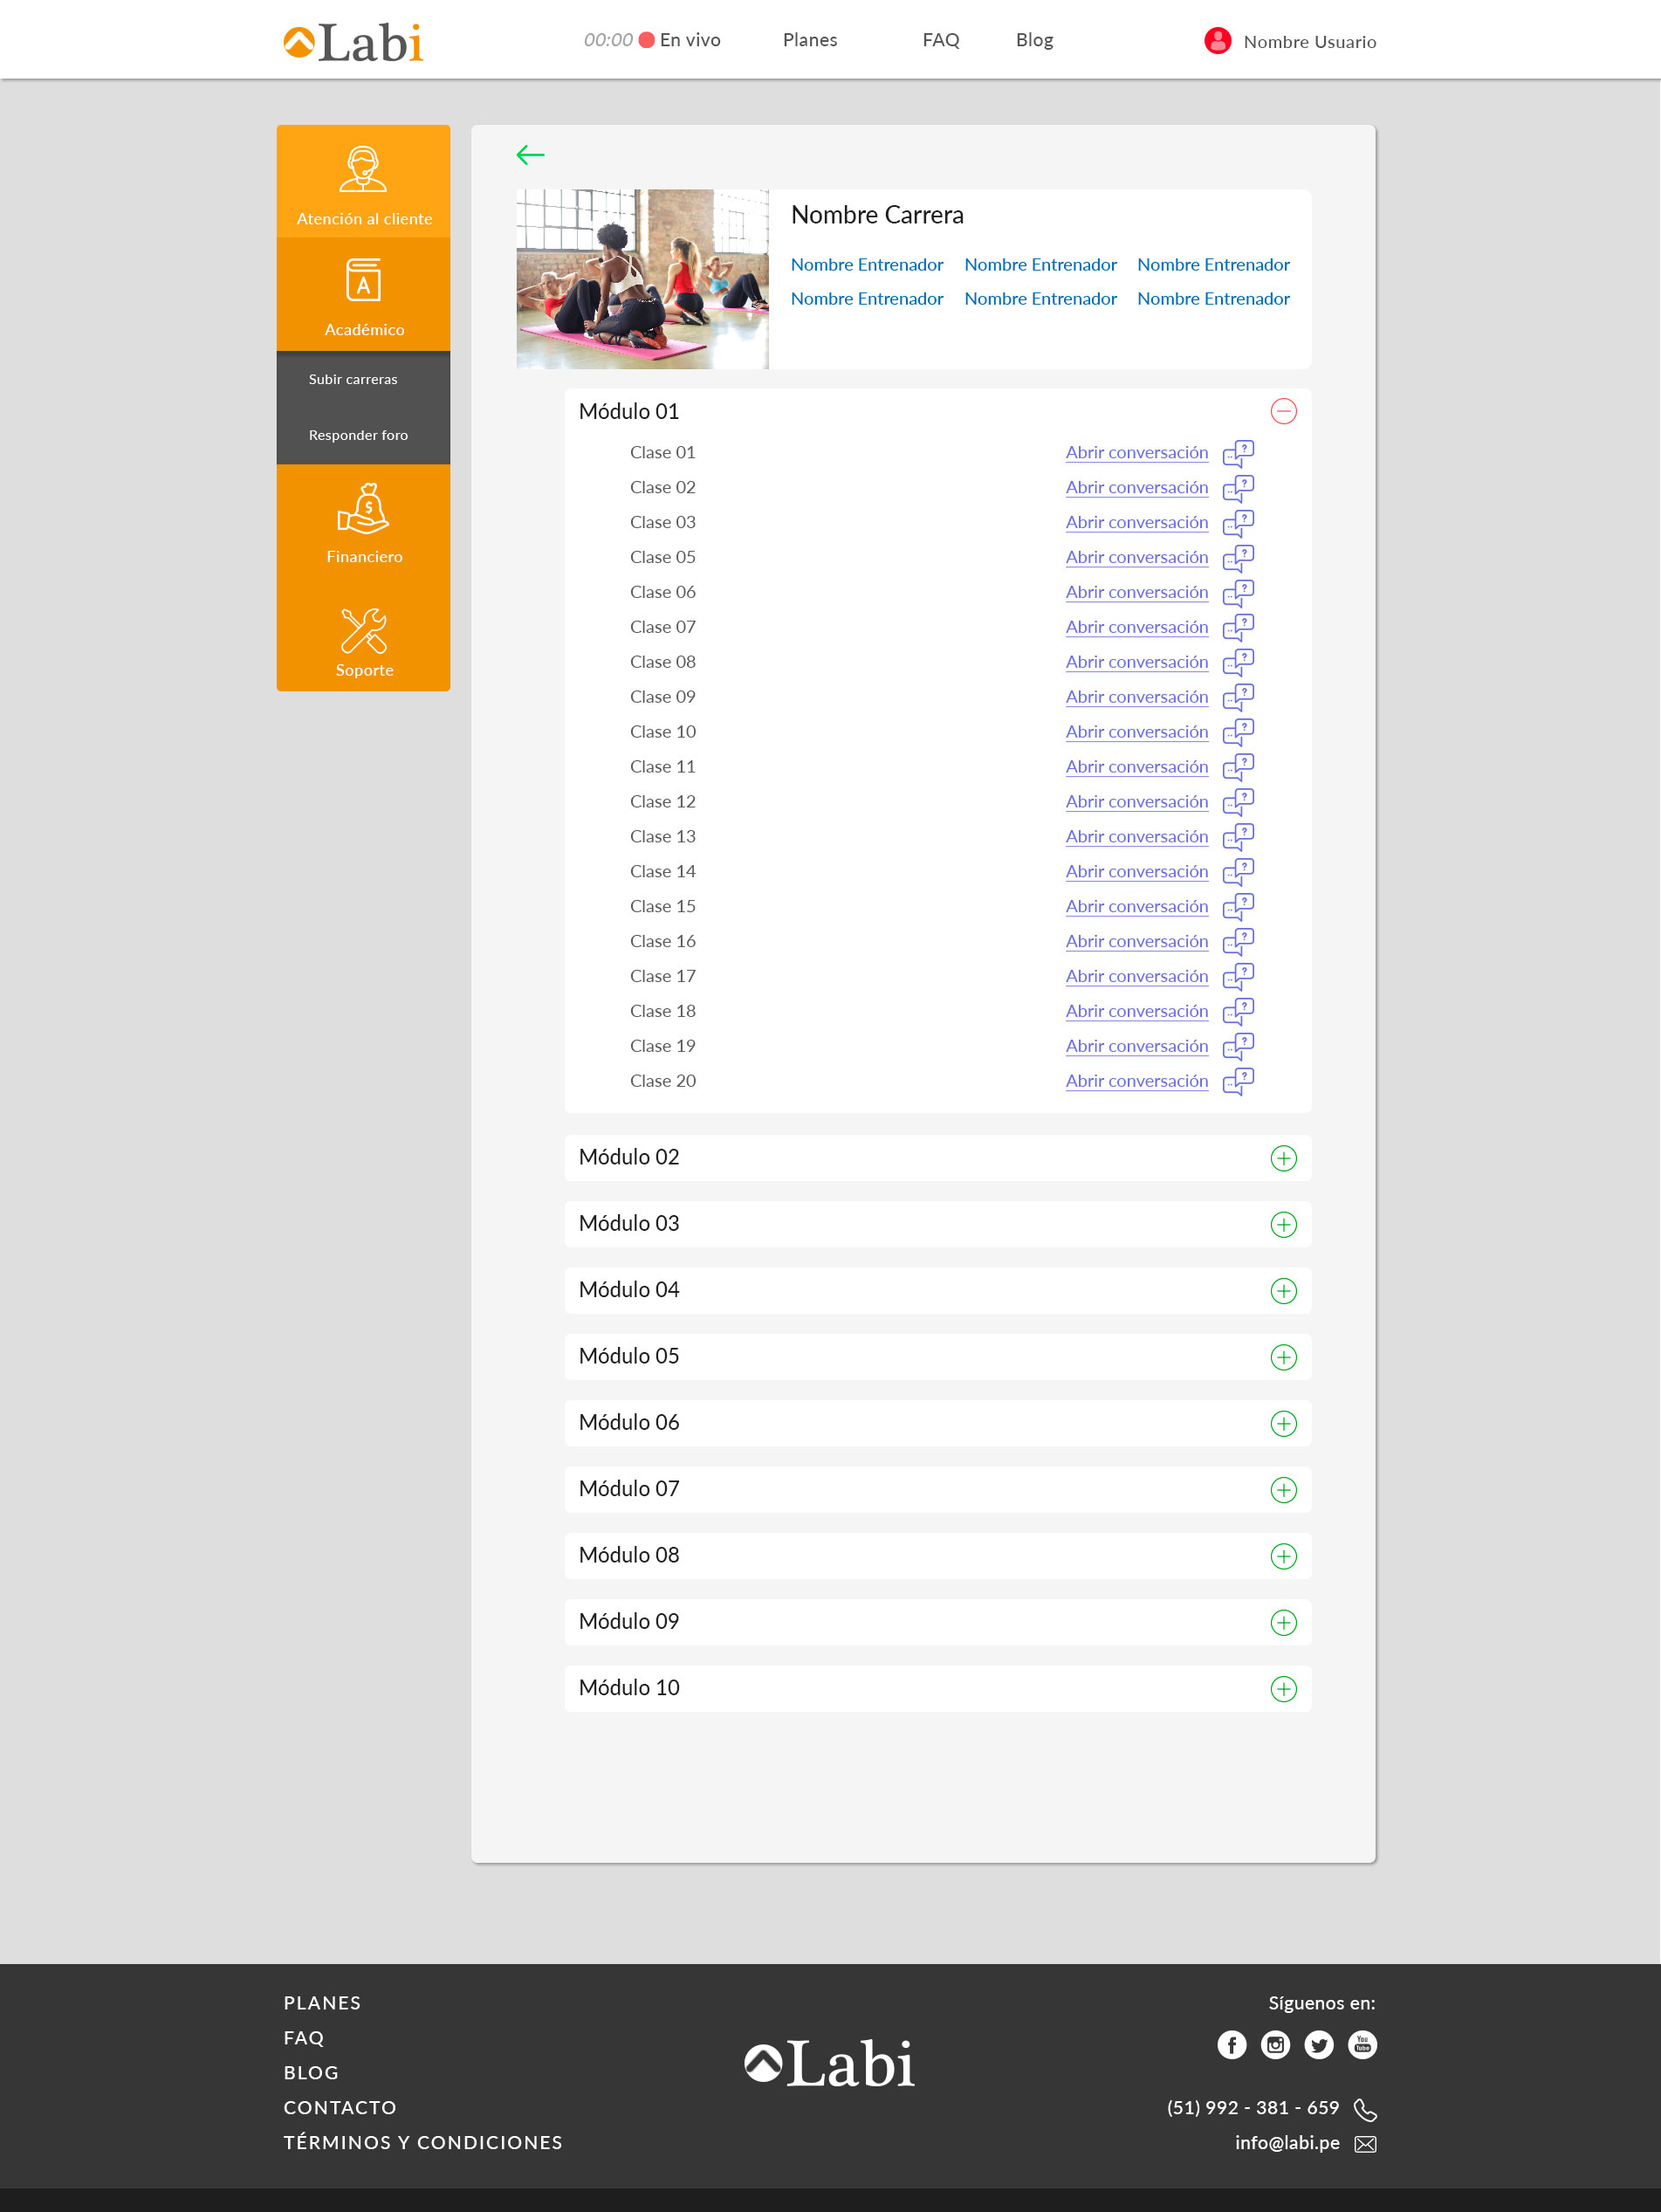 Labi
00:00 En vivo
Planes
FAQ
Blog
Nombre Usuario
Atención al cliente
Académico
Subir carreras
Responder foro
Financiero
Soporte
Nombre Carrera
Nombre Entrenador Nombre Entrenador Nombre Entrenador
Nombre Entrenador Nombre Entrenador Nombre Entrenador
Módulo 01
Clase 01 Abrir conversación
Clase 02 Abrir conversación
Clase 03 Abrir conversación
Clase 05 Abrir conversación
Clase 06 Abrir conversación
Clase 07 Abrir conversación
Clase 08 Abrir conversación
Clase 09 Abrir conversación
Clase 10 Abrir conversación
Clase 11 Abrir conversación
Clase 12 Abrir conversación
Clase 13 Abrir conversación
Clase 14 Abrir conversación
Clase 15 Abrir conversación
Clase 16 Abrir conversación
Clase 17 Abrir conversación
Clase 18 Abrir conversación
Clase 19 Abrir conversación
Clase 20 Abrir conversación
Módulo 02
Módulo 03
Módulo 04
Módulo 05
Módulo 06
Módulo 07
Módulo 08
Módulo 09
Módulo 10
PLANES
FAQ
BLOG
CONTACTO
TÉRMINOS Y CONDICIONES
Labi
Síguenos en:
You Tube
(51) 992 - 381 - 659
info@labi.pe